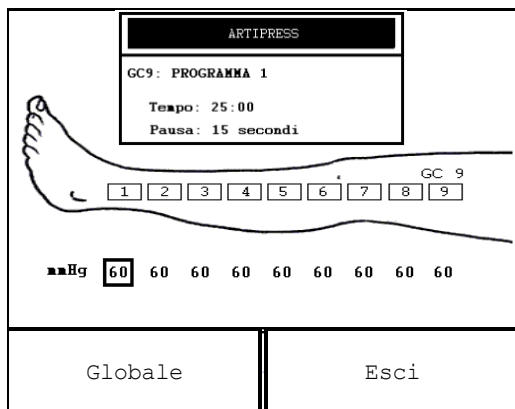 ARTIPRESS
GC9: PROGRAMMA 1
Tempo: 25:00
Pausa: 15 secondi
GC 9
1 2 3 4 5 6 7 8 9
mmHg 60 60 60 60 60 60 60 60 60
Globale Esci